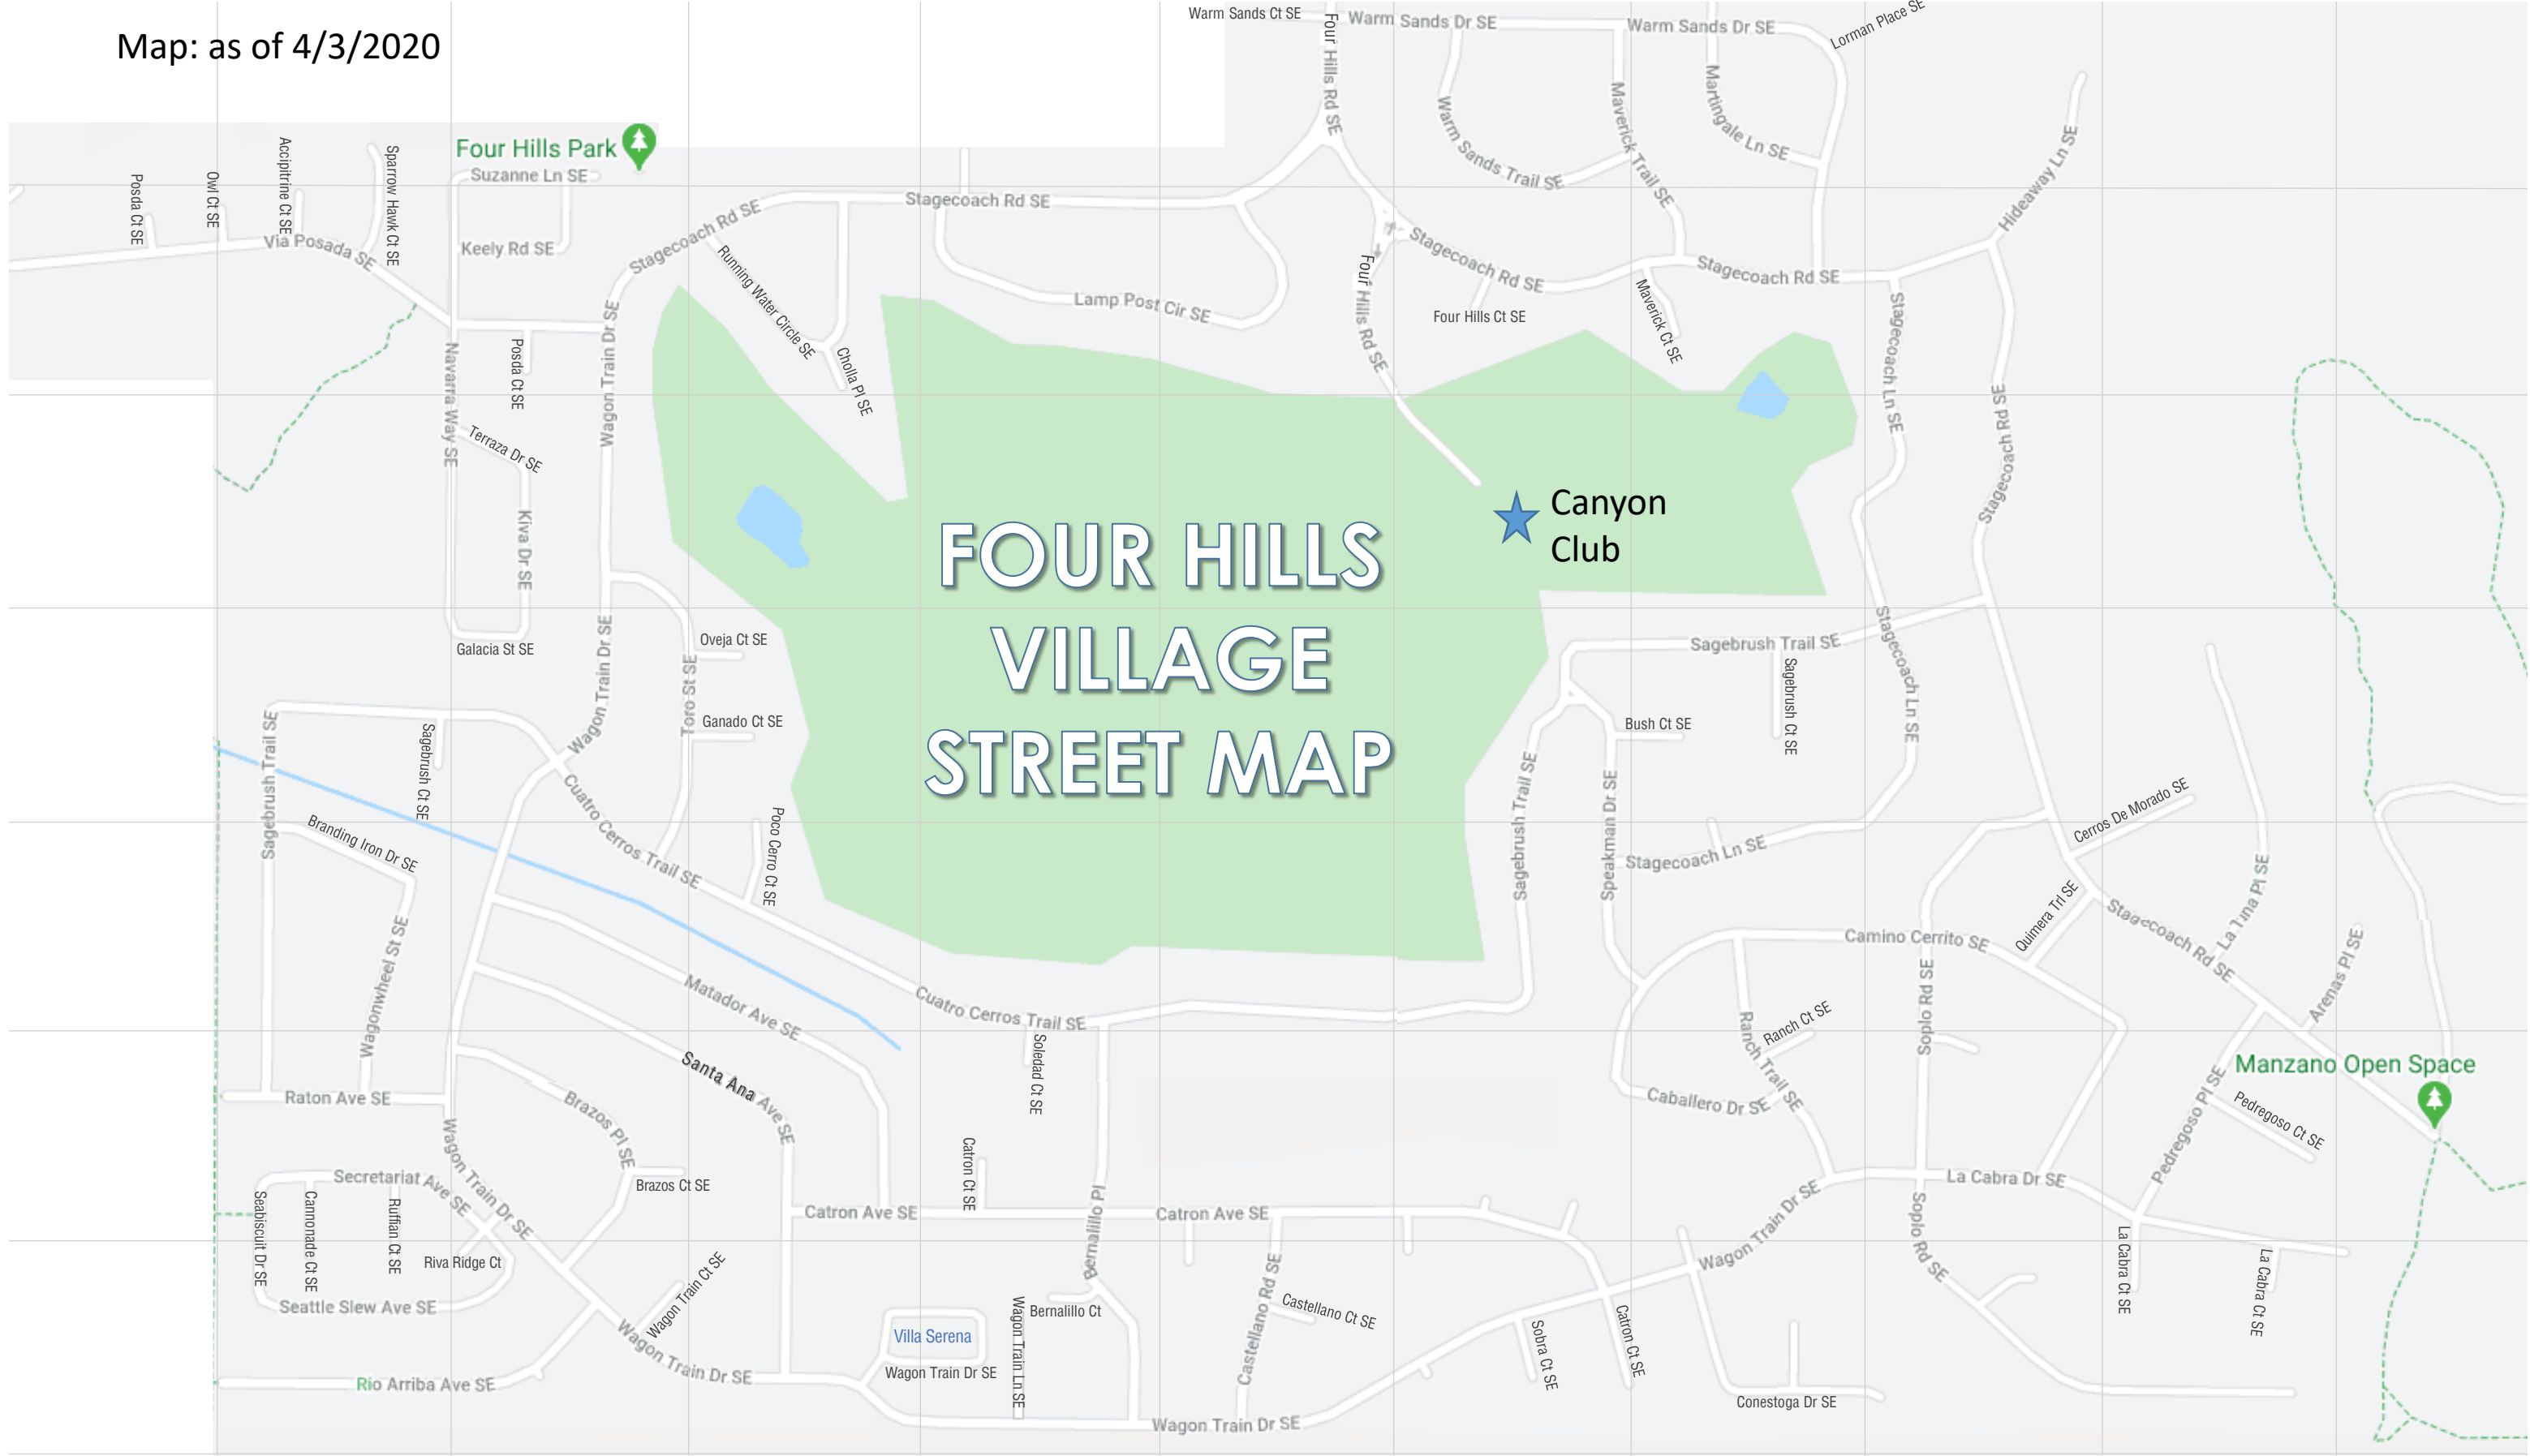 Map: as of 4/3/2020
Warm Sands Ct SE
Four Hills Rd SE
Warm Sands Dr SE
Warm Sands Dr SE
Lorman Place SE
Warm Sands Trail SE
Maverick Trail SE
Martingale Ln SE
Hideaway Ln SE
Four Hills Park
Suzanne Ln SE
Keely Rd SE
Posda Ct SE
Owl Ct SE
Accipitrine Ct SE
Sparrow Hawk Ct SE
Via Posada SE
Stagecoach Rd SE
Stagecoach Rd SE
Running Water Circle SE
Cholla Pl SE
Lamp Post Cir SE
Four Hills Rd SE
Stagecoach Rd SE
Four Hills Ct SE
Maverick Ct SE
Stagecoach Rd SE
Stagecoach Ln SE
Stagecoach Rd SE
Navarra Way SE
Posda Ct SE
Wagon Train Dr SE
Terraza Dr SE
Kiva Dr SE
Galacia St SE
Canyon
Club
FOUR HILLS
VILLAGE
STREET MAP
Wagon Train Dr SE
Oveja Ct SE
Toro St SE
Ganado Ct SE
Sagebrush Trail SE
Sagebrush Ct SE
Stagecoach Ln SE
Bush Ct SE
Sagebrush Trail SE
Sagebrush Ct SE
Branding Iron Dr SE
Cuatro Cerros Trail SE
Poco Cerro Ct SE
Sagebrush Trail SE
Speakman Dr SE
Stagecoach Ln SE
Cerros De Morado SE
Wagonwheel St SE
Matador Ave SE
Cuatro Cerros Trail SE
Soledad Ct SE
Camino Cerrito SE
Quimera Trl SE
Stagecoach Rd SE
La Tuna Pl SE
Arenas Pl SE
Soplo Rd SE
Ranch Trail SE
Ranch Ct SE
Caballero Dr SE
Manzano Open Space
Pedregoso Pl SE
Pedregoso Ct SE
Raton Ave SE
Santa Ana Ave SE
Brazos Pl SE
Brazos Ct SE
Wagon Train Dr SE
Secretariat Ave SE
Seabiscuit Dr SE
Cannonade Ct SE
Ruffian Ct SE
Riva Ridge Ct
Seattle Slew Ave SE
Rio Arriba Ave SE
Wagon Train Ct SE
Wagon Train Dr SE
Catron Ave SE
Catron Ct SE
Bernalillo Pl
Catron Ave SE
Villa Serena
Wagon Train Dr SE
Wagon Train Ln SE
Bernalillo Ct
Castellano Rd SE
Castellano Ct SE
Wagon Train Dr SE
Sobra Ct SE
Catron Ct SE
Wagon Train Dr SE
Conestoga Dr SE
La Cabra Dr SE
Soplo Rd SE
La Cabra Ct SE
La Cabra Ct SE